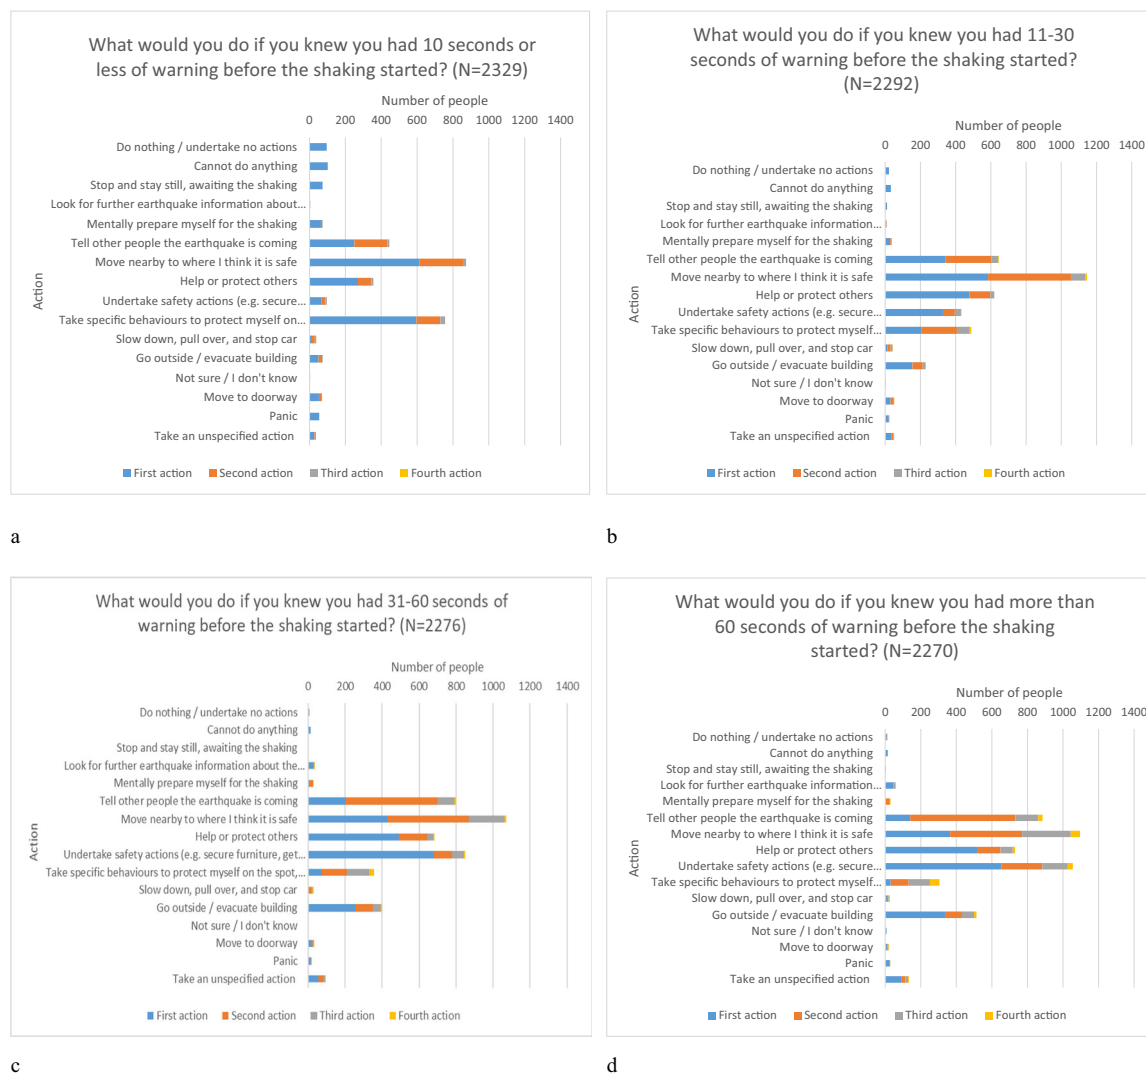 What would you do if you knew you had 10 seconds or
less of warning before the shaking started? (N=2329)
Number of people
0 200 400 600 800 1000 1200 1400
Action
Do nothing / undertake no actions
Cannot do anything
Stop and stay still, awaiting the shaking
Look for further earthquake information about…
Mentally prepare myself for the shaking
Tell other people the earthquake is coming
Move nearby to where I think it is safe
Help or protect others
Undertake safety actions (e.g. secure…
Take specific behaviours to protect myself on…
Slow down, pull over, and stop car
Go outside / evacuate building
Not sure / I don't know
Move to doorway
Panic
Take an unspecified action
First action Second action Third action Fourth action
a
What would you do if you knew you had 11-30
seconds of warning before the shaking started?
(N=2292)
Number of people
0 200 400 600 800 1000 1200 1400
Action
Do nothing / undertake no actions
Cannot do anything
Stop and stay still, awaiting the shaking
Look for further earthquake information…
Mentally prepare myself for the shaking
Tell other people the earthquake is coming
Move nearby to where I think it is safe
Help or protect others
Undertake safety actions (e.g. secure…
Take specific behaviours to protect myself…
Slow down, pull over, and stop car
Go outside / evacuate building
Not sure / I don't know
Move to doorway
Panic
Take an unspecified action
First action Second action Third action Fourth action
b
What would you do if you knew you had 31-60 seconds of
warning before the shaking started? (N=2276)
Number of people
0 200 400 600 800 1000 1200 1400
Action
Do nothing / undertake no actions
Cannot do anything
Stop and stay still, awaiting the shaking
Look for further earthquake information about the…
Mentally prepare myself for the shaking
Tell other people the earthquake is coming
Move nearby to where I think it is safe
Help or protect others
Undertake safety actions (e.g. secure furniture, get…
Take specific behaviours to protect myself on the spot,…
Slow down, pull over, and stop car
Go outside / evacuate building
Not sure / I don't know
Move to doorway
Panic
Take an unspecified action
First action Second action Third action Fourth action
c
What would you do if you knew you had more than
60 seconds of warning before the shaking
started? (N=2270)
Number of people
0 200 400 600 800 1000 1200 1400
Action
Do nothing / undertake no actions
Cannot do anything
Stop and stay still, awaiting the shaking
Look for further earthquake information…
Mentally prepare myself for the shaking
Tell other people the earthquake is coming
Move nearby to where I think it is safe
Help or protect others
Undertake safety actions (e.g. secure…
Take specific behaviours to protect myself…
Slow down, pull over, and stop car
Go outside / evacuate building
Not sure / I don't know
Move to doorway
Panic
Take an unspecified action
First action Second action Third action Fourth action
d